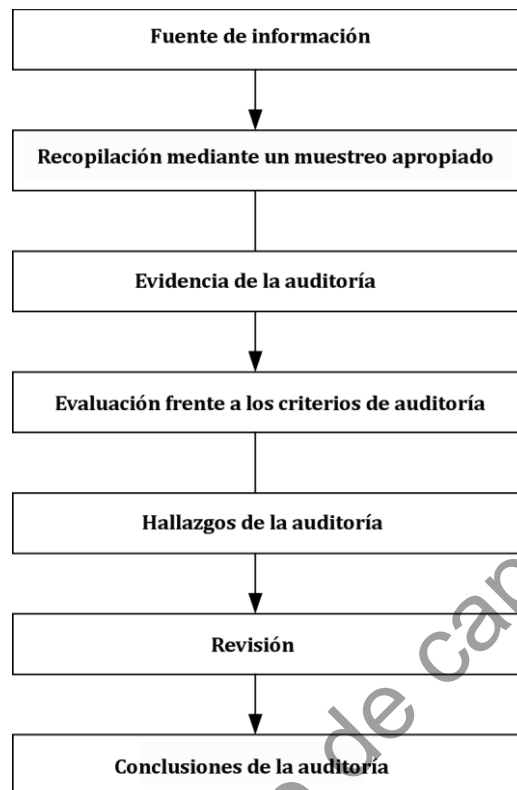 Fuente de información
Recopilación mediante un muestreo apropiado
Evidencia de la auditoría
Evaluación frente a los criterios de auditoría
Hallazgos de la auditoría
Revisión
Conclusiones de la auditoría
de